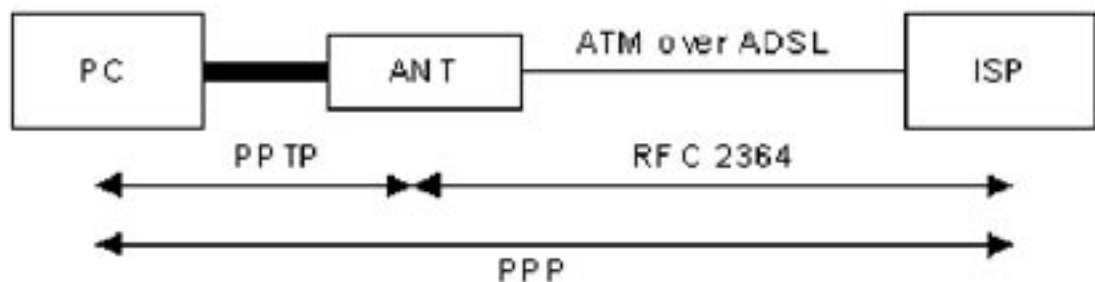 ATM over ADSL
PC
ANT
ISP
PPTP
RFC 2364
PPP